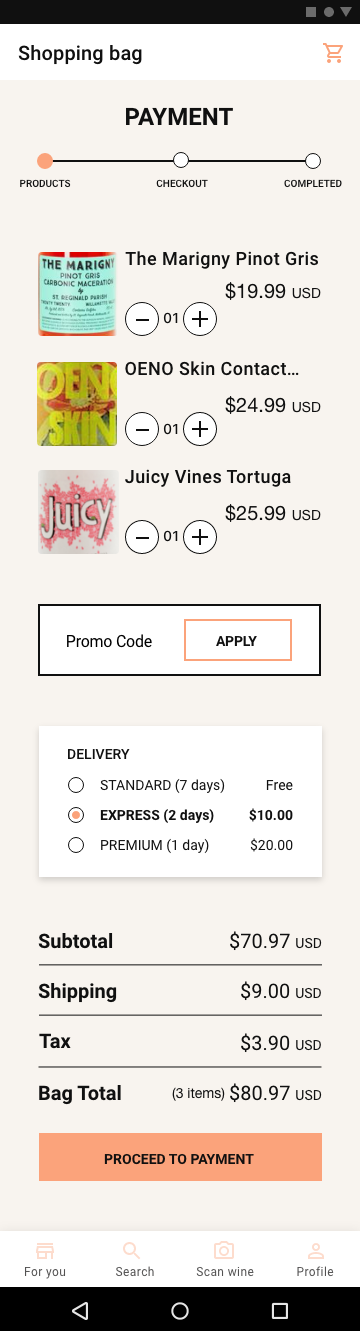 Shopping bag
PAYMENT
PRODUCTS CHECKOUT COMPLETED
THE MARIGNY
PINOT GRIS
CARBONIC MACERATION
by
ST. REGINALD PARISH
The Marigny Pinot Gris
$19.99 USD
01
OENO
SKIN
OENO Skin Contact...
$24.99 USD
01
Juicy
Juicy Vines Tortuga
$25.99 USD
01
Promo Code APPLY
DELIVERY
STANDARD (7 days) Free
EXPRESS (2 days) $10.00
PREMIUM (1 day) $20.00
Subtotal $70.97 USD
Shipping $9.00 USD
Tax $3.90 USD
Bag Total (3 items) $80.97 USD
PROCEED TO PAYMENT
For you Search Scan wine Profile